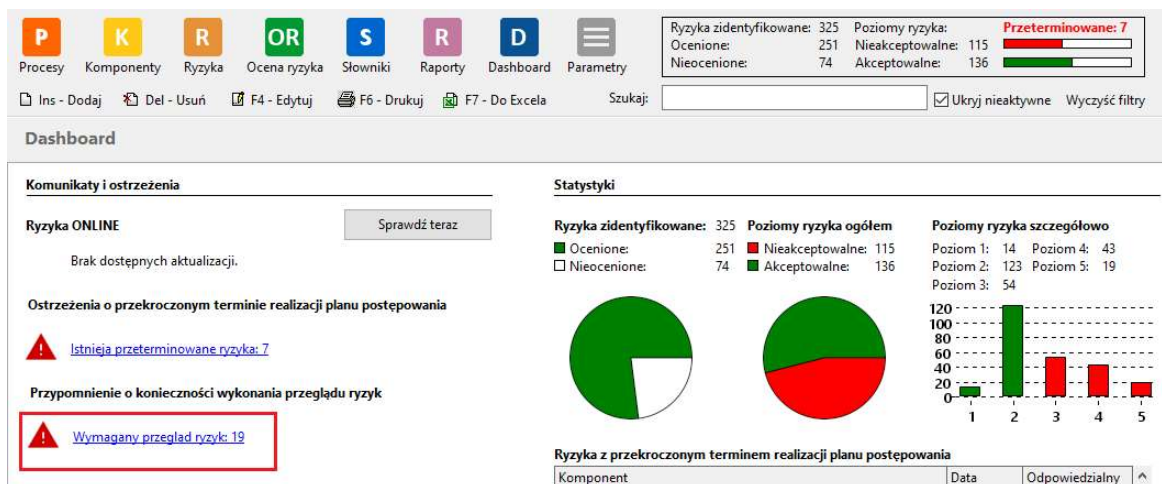 P K R OR S R D
Procesy Komponenty Ryzyka Ocena ryzyka Słowniki Raporty Dashboard Parametry
Ryzyka zidentyfikowane: 325 Poziomy ryzyka: Przeterminowane: 7
Ocenione: 251 Nieakceptowalne: 115
Nieocenione: 74 Akceptowalne: 136
Ins - Dodaj Del - Usuń F4 - Edytuj F6 - Drukuj F7 - Do Excela Szukaj: Ukryj nieaktywne Wyczyść filtry
Dashboard
Komunikaty i ostrzeżenia
Ryzyka ONLINE Sprawdź teraz
Brak dostępnych aktualizacji.
Ostrzeżenia o przekroczonym terminie realizacji planu postępowania
Istnieja przeterminowane ryzyka: 7
Przypomnienie o konieczności wykonania przeglądu ryzyk
Wymagany przeglad ryzyk: 19
Statystyki
Ryzyka zidentyfikowane: 325
Ocenione: 251
Nieocenione: 74
Poziomy ryzyka ogółem
Nieakceptowalne: 115
Akceptowalne: 136
Poziomy ryzyka szczegółowo
Poziom 1: 14 Poziom 4: 43
Poziom 2: 123 Poziom 5: 19
Poziom 3: 54
120
100
80
60
40
20
0
1 2 3 4 5
Ryzyka z przekroczonym terminem realizacji planu postępowania
Komponent Data Odpowiedzialny